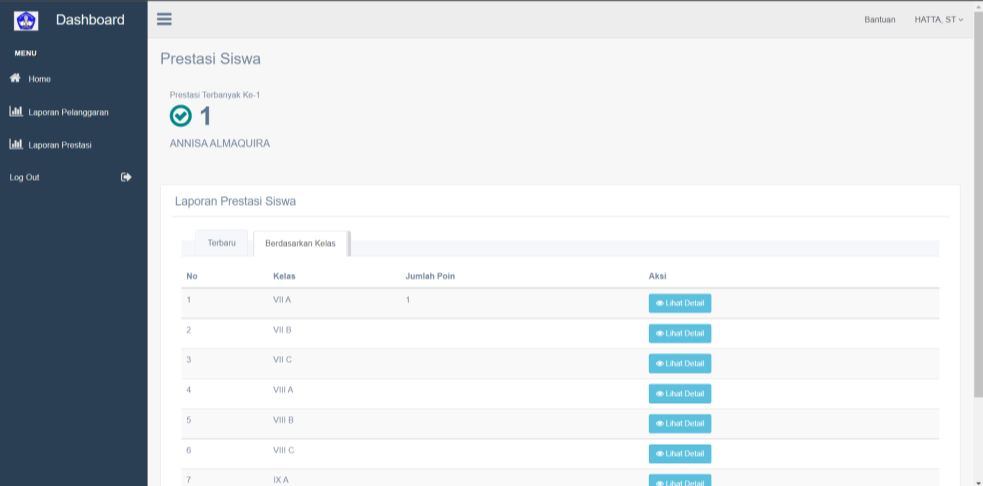 Dashboard
Bantuan HATTA, ST
MENU
Home
Laporan Pelanggaran
Laporan Prestasi
Log Out
Prestasi Siswa
Prestasi Terbanyak Ke-1
1
ANNISA ALMAQUIRA
Laporan Prestasi Siswa
Terbaru Berdasarkan Kelas
No Kelas Jumlah Poin Aksi
1 VII A 1 Lihat Detail
2 VII B Lihat Detail
3 VII C Lihat Detail
4 VIII A Lihat Detail
5 VIII B Lihat Detail
6 VIII C Lihat Detail
7 IX A Lihat Detail